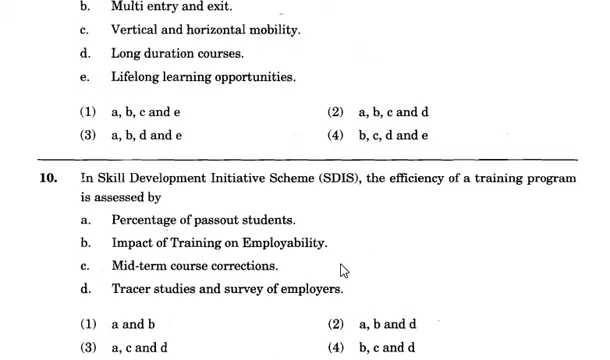 b. Multi entry and exit.
c. Vertical and horizontal mobility.
d. Long duration courses.
e. Lifelong learning opportunities.
(1) a, b, c and e (2) a, b, c and d
(3) a, b, d and e (4) b, c, d and e
10. In Skill Development Initiative Scheme (SDIS), the efficiency of a training program
is assessed by
a. Percentage of passout students.
b. Impact of Training on Employability.
c. Mid-term course corrections.
d. Tracer studies and survey of employers.
(1) a and b (2) a, b and d
(3) a, c and d (4) b, c and d